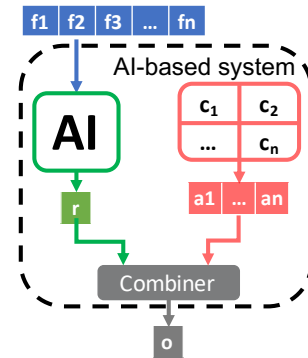 f1 f2 f3 ... fn
AI-based system
AI
c1 c2
... cn
r
a1 ... an
Combiner
o